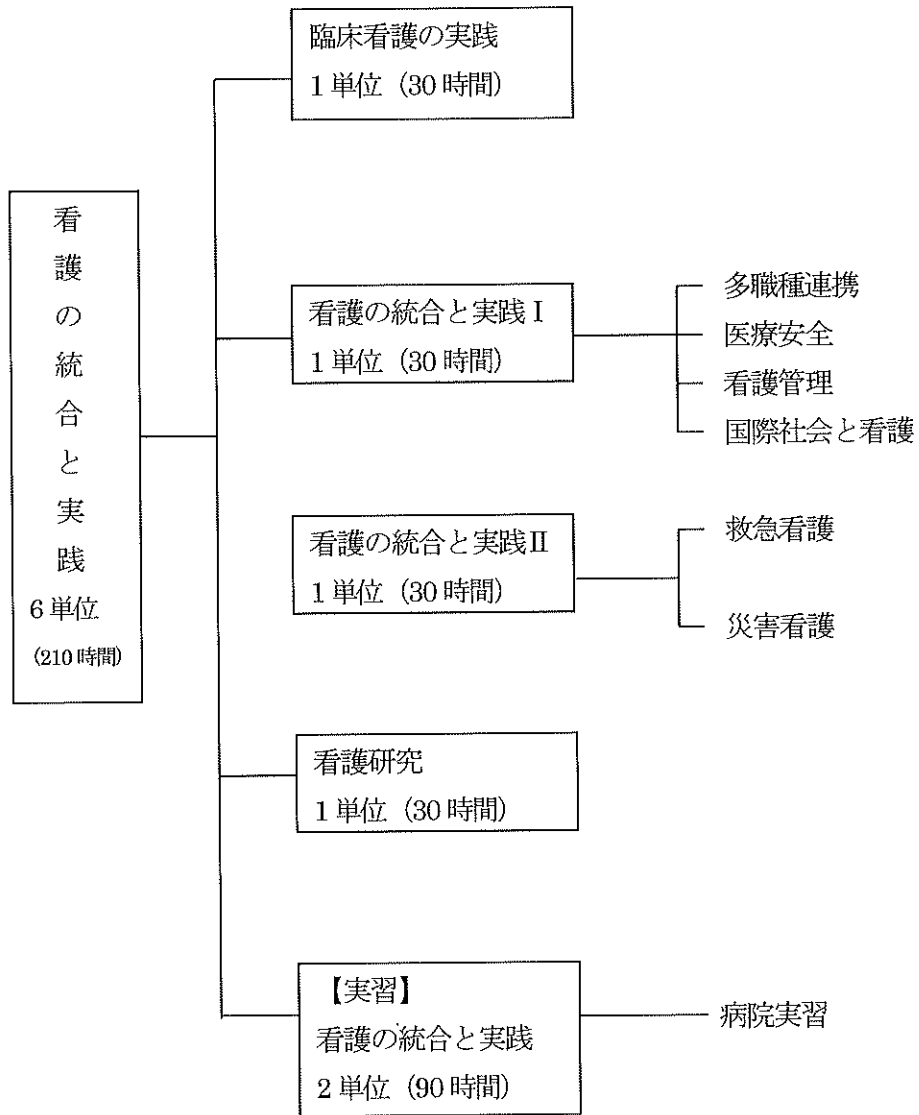 看護の統合と実践
6単位
(210時間)
臨床看護の実践
1単位（30時間）
看護の統合と実践Ⅰ
1単位（30時間）
多職種連携
医療安全
看護管理
国際社会と看護
看護の統合と実践Ⅱ
1単位（30時間）
救急看護
災害看護
看護研究
1単位（30時間）
【実習】
看護の統合と実践
2単位（90時間）
病院実習